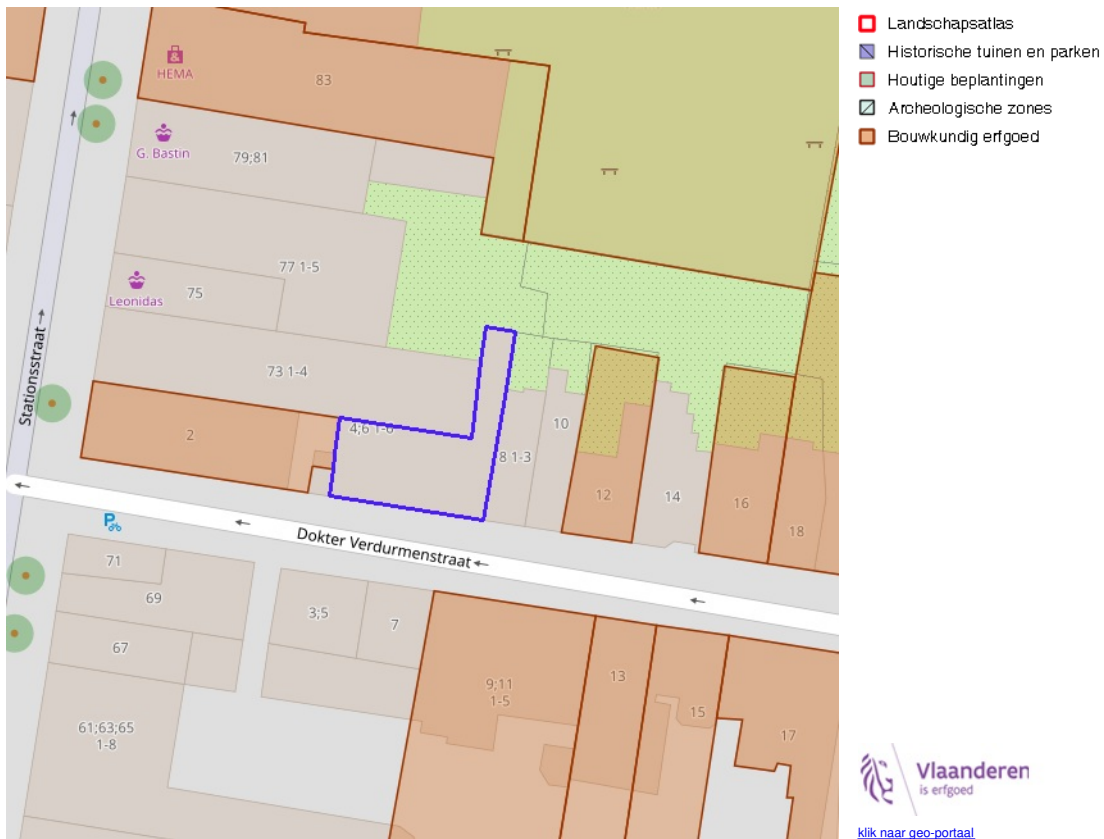 HEMA
83
G. Bastin
79;81
77 1-5
75
Leonidas
73 1-4
Stationsstraat
2
4;6 1-6
8 1-3
10
12
14
16
18
Dokter Verdurmenstraat
71
69
67
61;63;65
1-8
3;5
7
9;11
1-5
13
15
17
P
Landschapsatlas
Historische tuinen en parken
Houtige beplantingen
Archeologische zones
Bouwkundig erfgoed
Vlaanderen
is erfgoed
klik naar geo-portaal